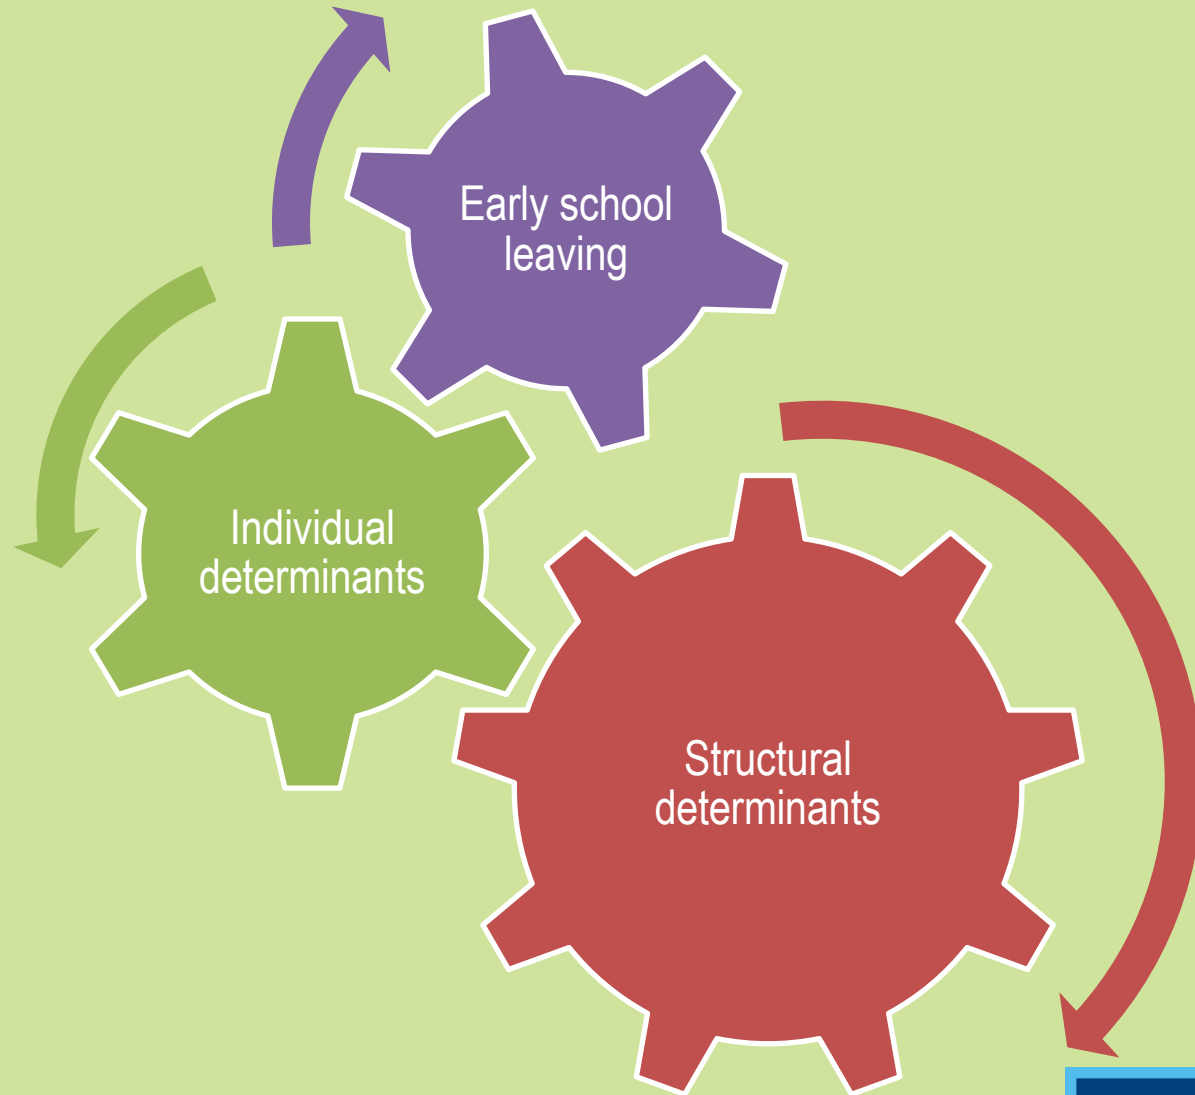 Early school
leaving
Individual
determinants
Structural
determinants